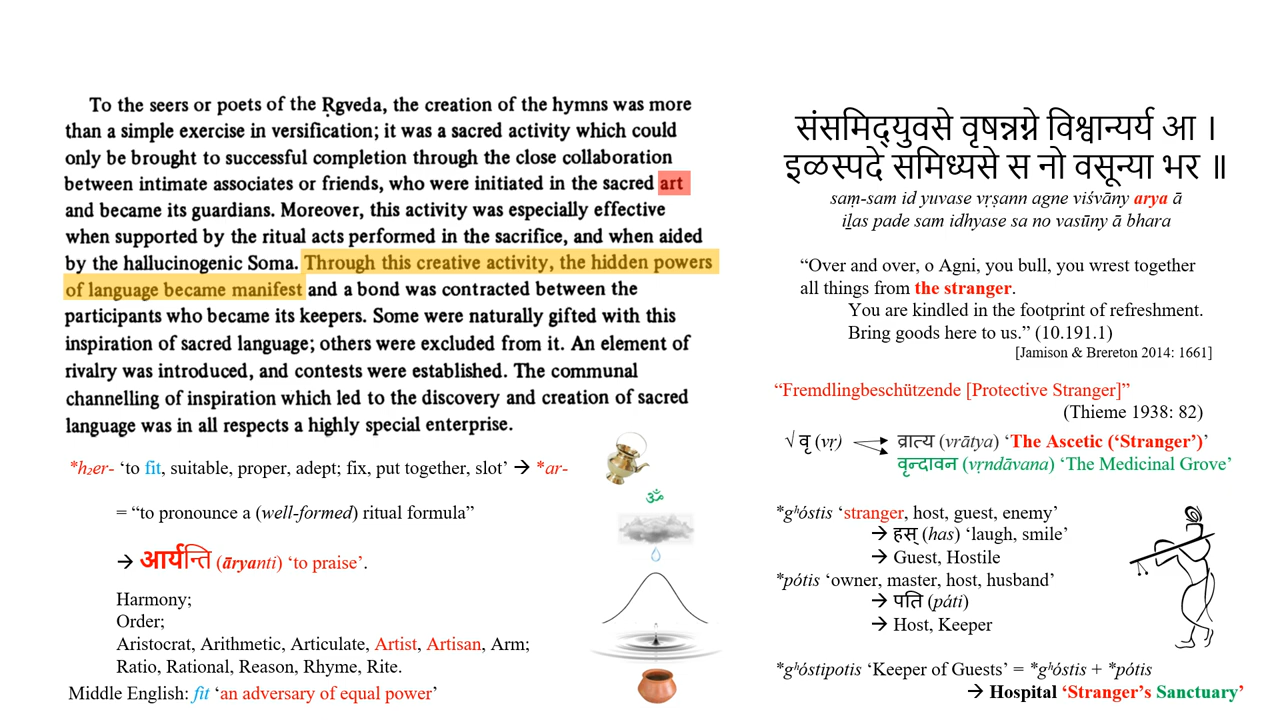 To the seers or poets of the Ṛgveda, the creation of the hymns was more
than a simple exercise in versification; it was a sacred activity which could
only be brought to successful completion through the close collaboration
between intimate associates or friends, who were initiated in the sacred art
and became its guardians. Moreover, this activity was especially effective
when supported by the ritual acts performed in the sacrifice, and when aided
by the hallucinogenic Soma. Through this creative activity, the hidden powers
of language became manifest and a bond was contracted between the
participants who became its keepers. Some were naturally gifted with this
inspiration of sacred language; others were excluded from it. An element of
rivalry was introduced, and contests were established. The communal
channelling of inspiration which led to the discovery and creation of sacred
language was in all respects a highly special enterprise.
*h₂er- ‘to fit, suitable, proper, adept; fix, put together, slot’ → *ar-
= “to pronounce a (well-formed) ritual formula”
→ आर्यन्ति (āryanti) ‘to praise’.
Harmony;
Order;
Aristocrat, Arithmetic, Articulate, Artist, Artisan, Arm;
Ratio, Rational, Reason, Rhyme, Rite.
Middle English: fit ‘an adversary of equal power’
ॐ
संसमिद्युवसे वृषन्नग्ने विश्वान्यर्य आ ।
इळस्पदे समिध्यसे स नो वसून्या भर ॥
saṃ-sam id yuvase vṛṣann agne viśvāny arya ā
iḻas pade sam idhyase sa no vasūny ā bhara
“Over and over, o Agni, you bull, you wrest together
all things from the stranger.
You are kindled in the footprint of refreshment.
Bring goods here to us.” (10.191.1)
[Jamison & Brereton 2014: 1661]
“Fremdlingbeschützende [Protective Stranger]”
(Thieme 1938: 82)
√ वृ (vṛ) व्रात्य (vrātya) ‘The Ascetic (‘Stranger’)’
वृन्दावन (vṛndāvana) ‘The Medicinal Grove’
*gʰóstis ‘stranger, host, guest, enemy’
→ हस् (has) ‘laugh, smile’
→ Guest, Hostile
*pótis ‘owner, master, host, husband’
→ पति (páti)
→ Host, Keeper
*gʰóstipotis ‘Keeper of Guests’ = *gʰóstis + *pótis
→ Hospital ‘Stranger’s Sanctuary’